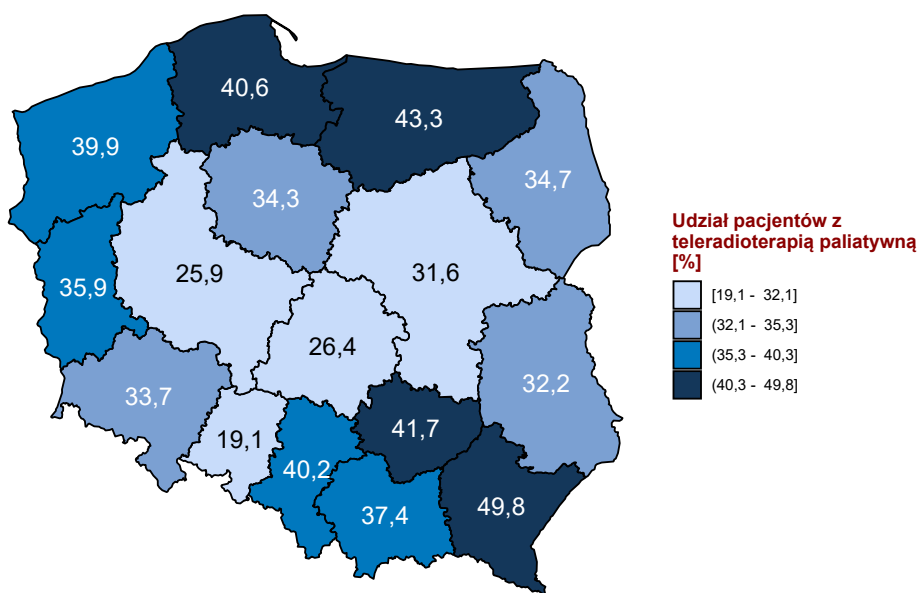 40,6
43,3
39,9
34,7
34,3
25,9
31,6
35,9
26,4
32,2
33,7
19,1
41,7
40,2
49,8
37,4
Udział pacjentów z
teleradioterapią paliatywną
[%]
[19,1 - 32,1]
(32,1 - 35,3]
(35,3 - 40,3]
(40,3 - 49,8]